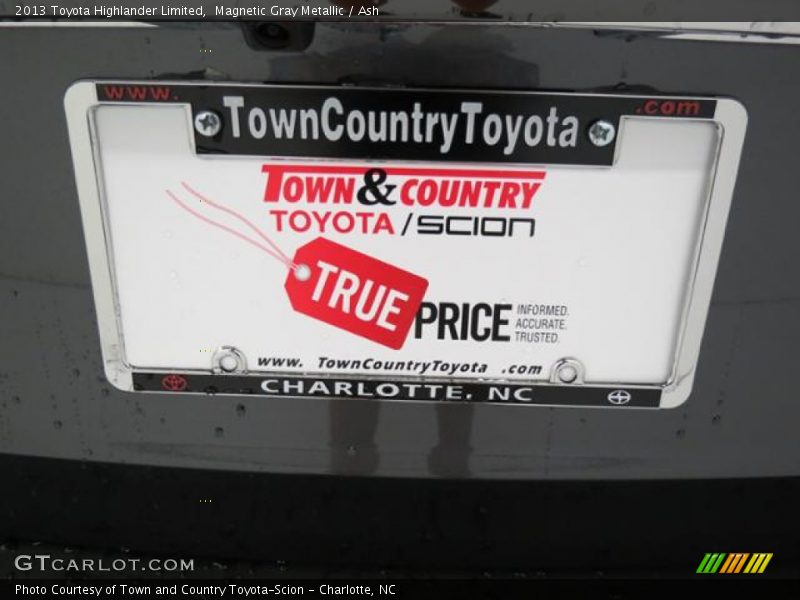 2013 Toyota Highlander Limited, Magnetic Gray Metallic / Ash
www. .com
TownCountryToyota
TOWN & COUNTRY
TOYOTA / SCION
TRUE PRICE
INFORMED.
ACCURATE.
TRUSTED.
www. TownCountryToyota .com
CHARLOTTE, NC
GTCARLOT.COM
Photo Courtesy of Town and Country Toyota-Scion - Charlotte, NC